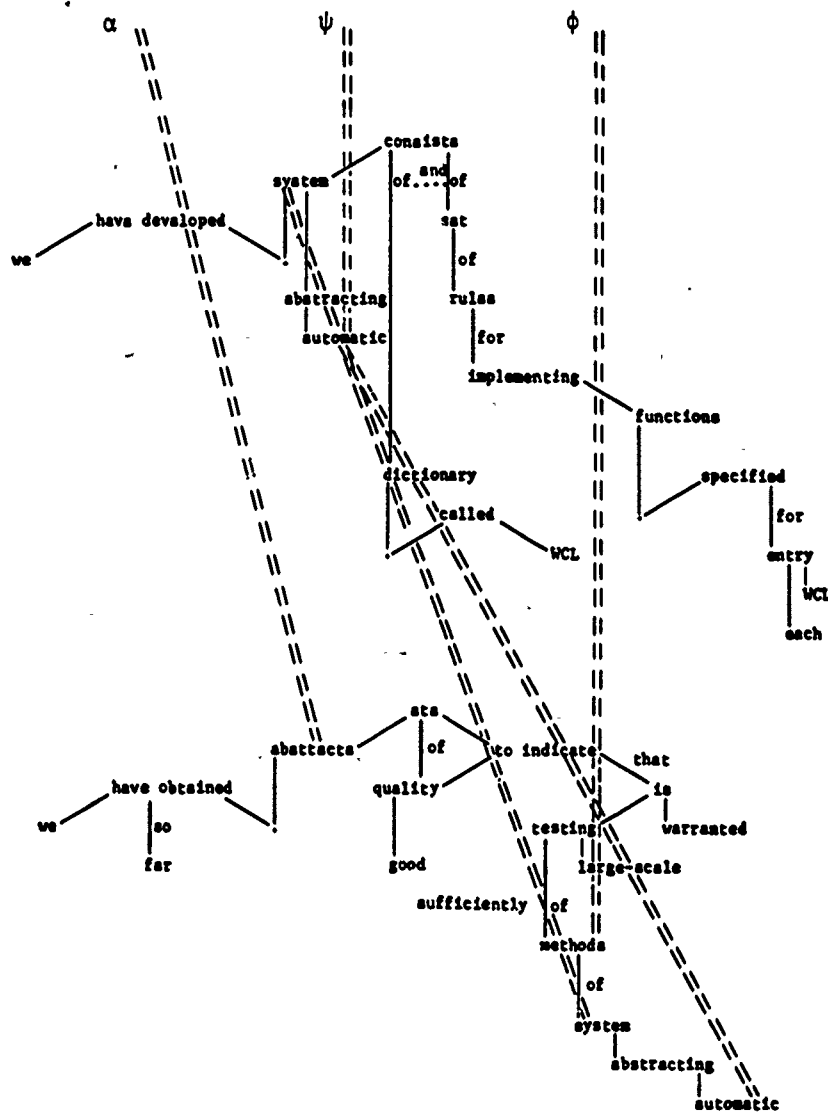 α ψ ϕ
consists
and
system of....of
have developed set
we of
abstracting rules
automatic for
implementing
functions
dictionary specified
called for
WCL entry
WCL
each
are
abstracts of to indicate that
have obtained quality is
we so testing warranted
far good large-scale
sufficiently of
methods
of
system
abstracting
automatic